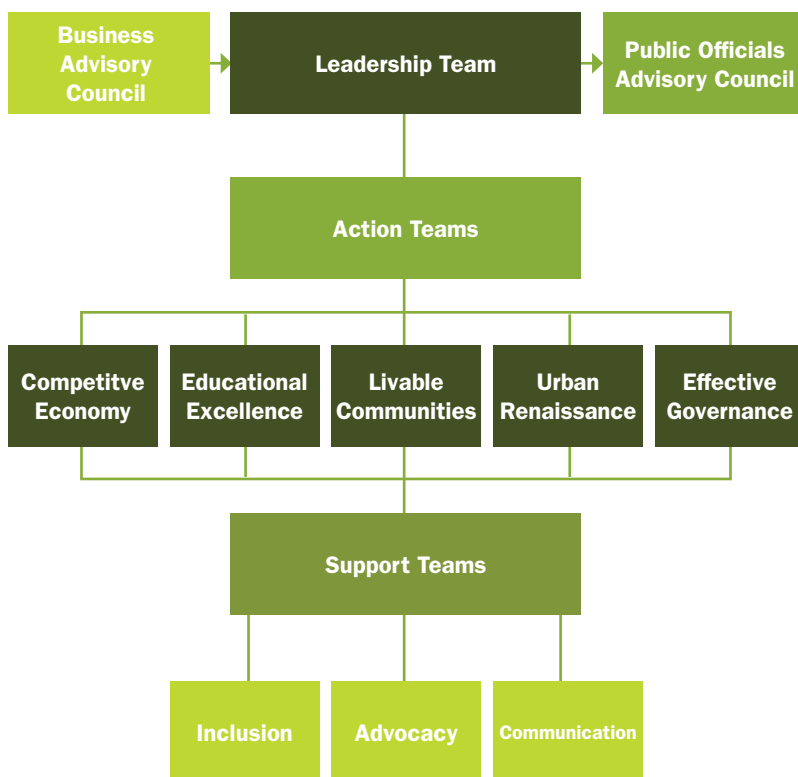 Business
Advisory
Council
Leadership Team
Public Officials
Advisory Council
Action Teams
Competitve
Economy
Educational
Excellence
Livable
Communities
Urban
Renaissance
Effective
Governance
Support Teams
Inclusion
Advocacy
Communication